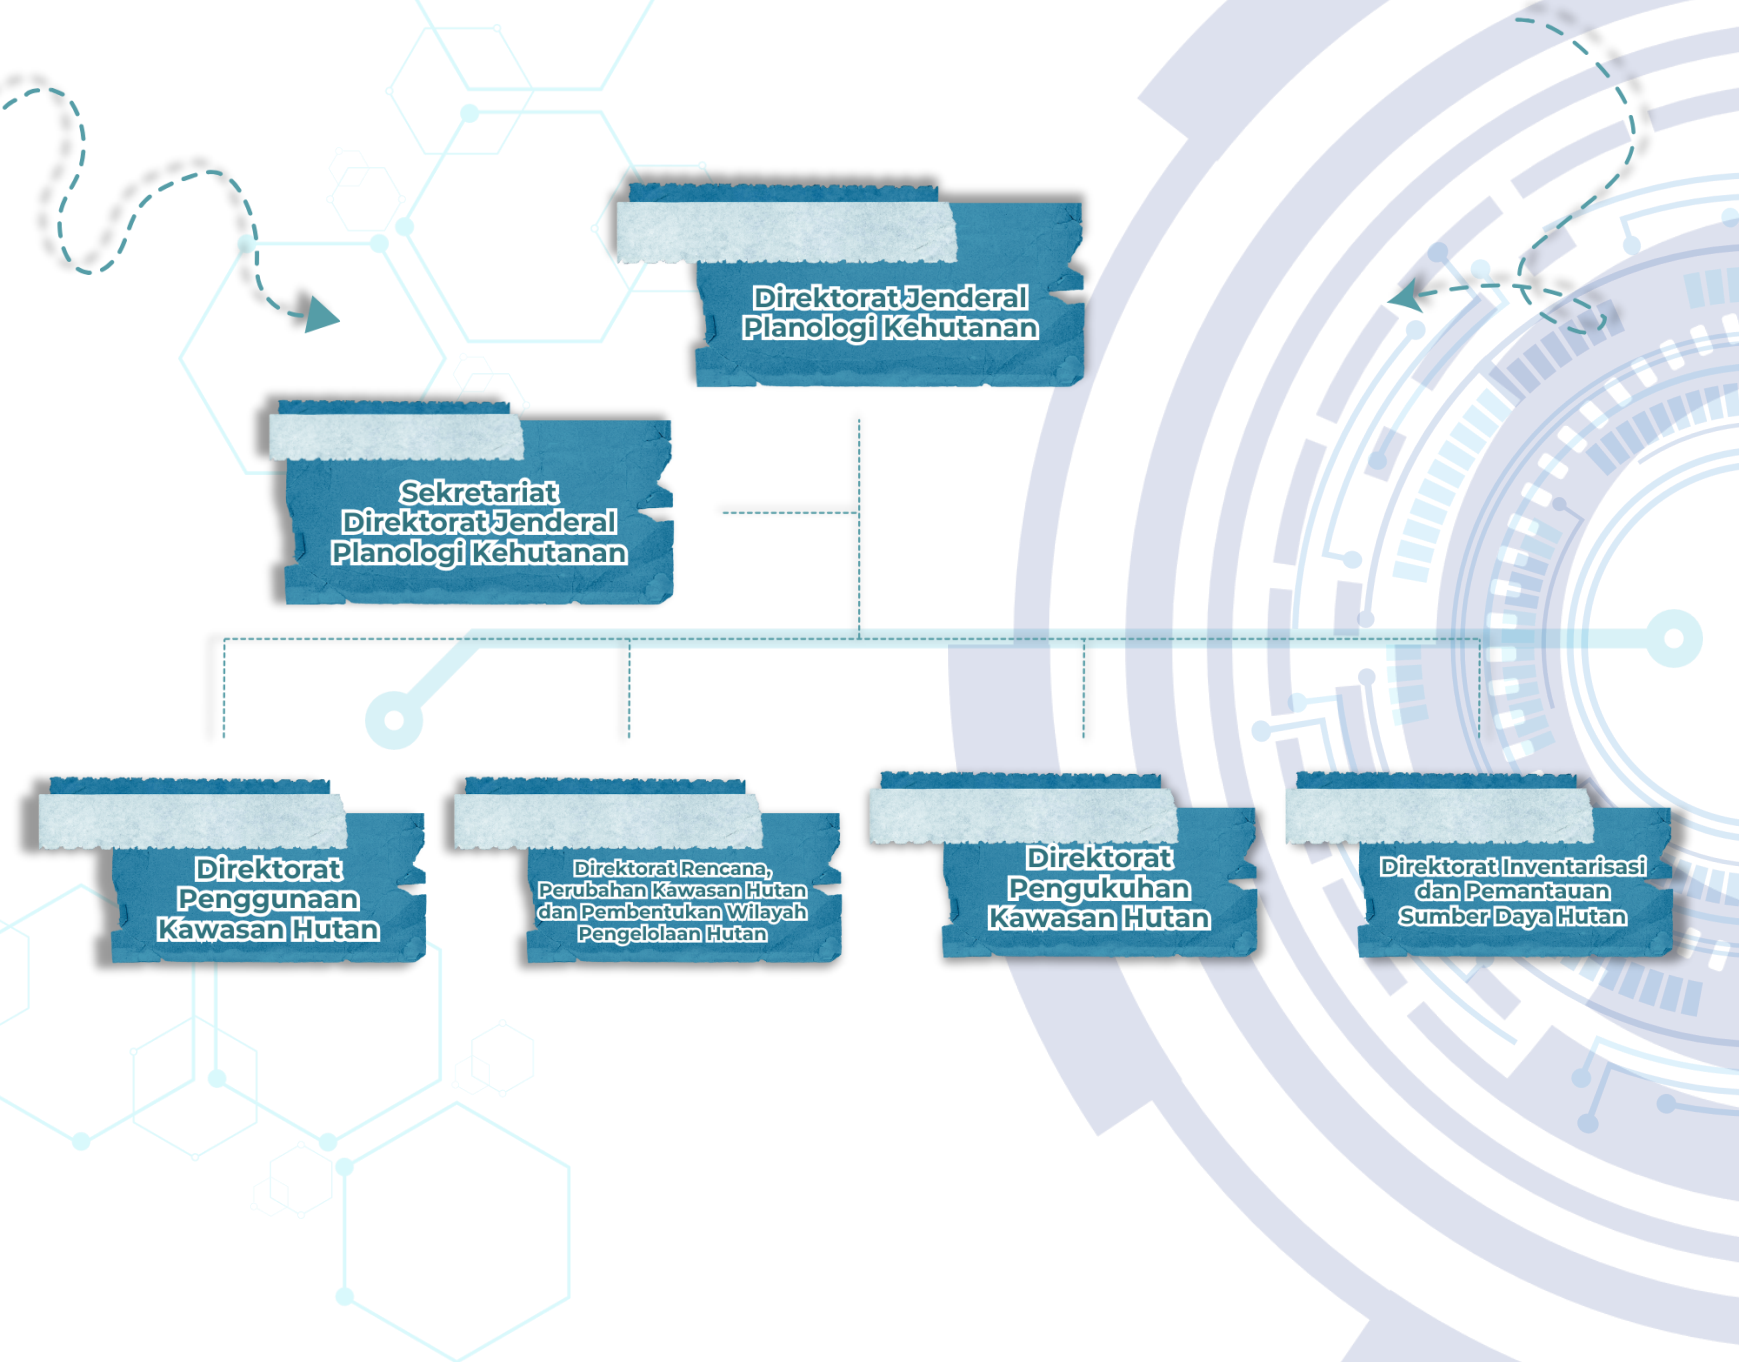 Direktorat Jenderal
Planologi Kehutanan
Sekretariat
Direktorat Jenderal
Planologi Kehutanan
Direktorat
Penggunaan
Kawasan Hutan
Direktorat Rencana,
Perubahan Kawasan Hutan
dan Pembentukan Wilayah
Pengelolaan Hutan
Direktorat
Pengukuhan
Kawasan Hutan
Direktorat Inventarisasi
dan Pemantauan
Sumber Daya Hutan